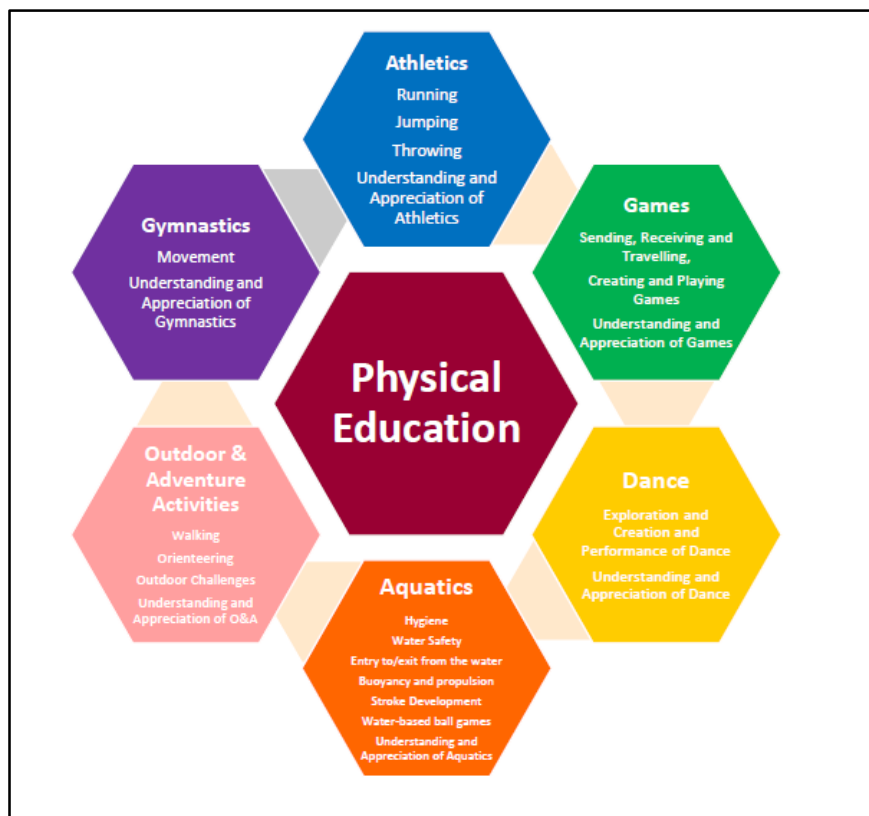 Athletics
Running
Jumping
Throwing
Understanding and
Appreciation of
Athletics
Games
Sending, Receiving and
Travelling,
Creating and Playing
Games
Understanding and
Appreciation of Games
Gymnastics
Movement
Understanding and
Appreciation of
Gymnastics
Physical
Education
Outdoor &
Adventure
Activities
Walking
Orienteering
Outdoor Challenges
Understanding and
Appreciation of O&A
Dance
Exploration and
Creation and
Performance of Dance
Understanding and
Appreciation of Dance
Aquatics
Hygiene
Water Safety
Entry to/exit from the water
Buoyancy and propulsion
Stroke Development
Water-based ball games
Understanding and
Appreciation of Aquatics